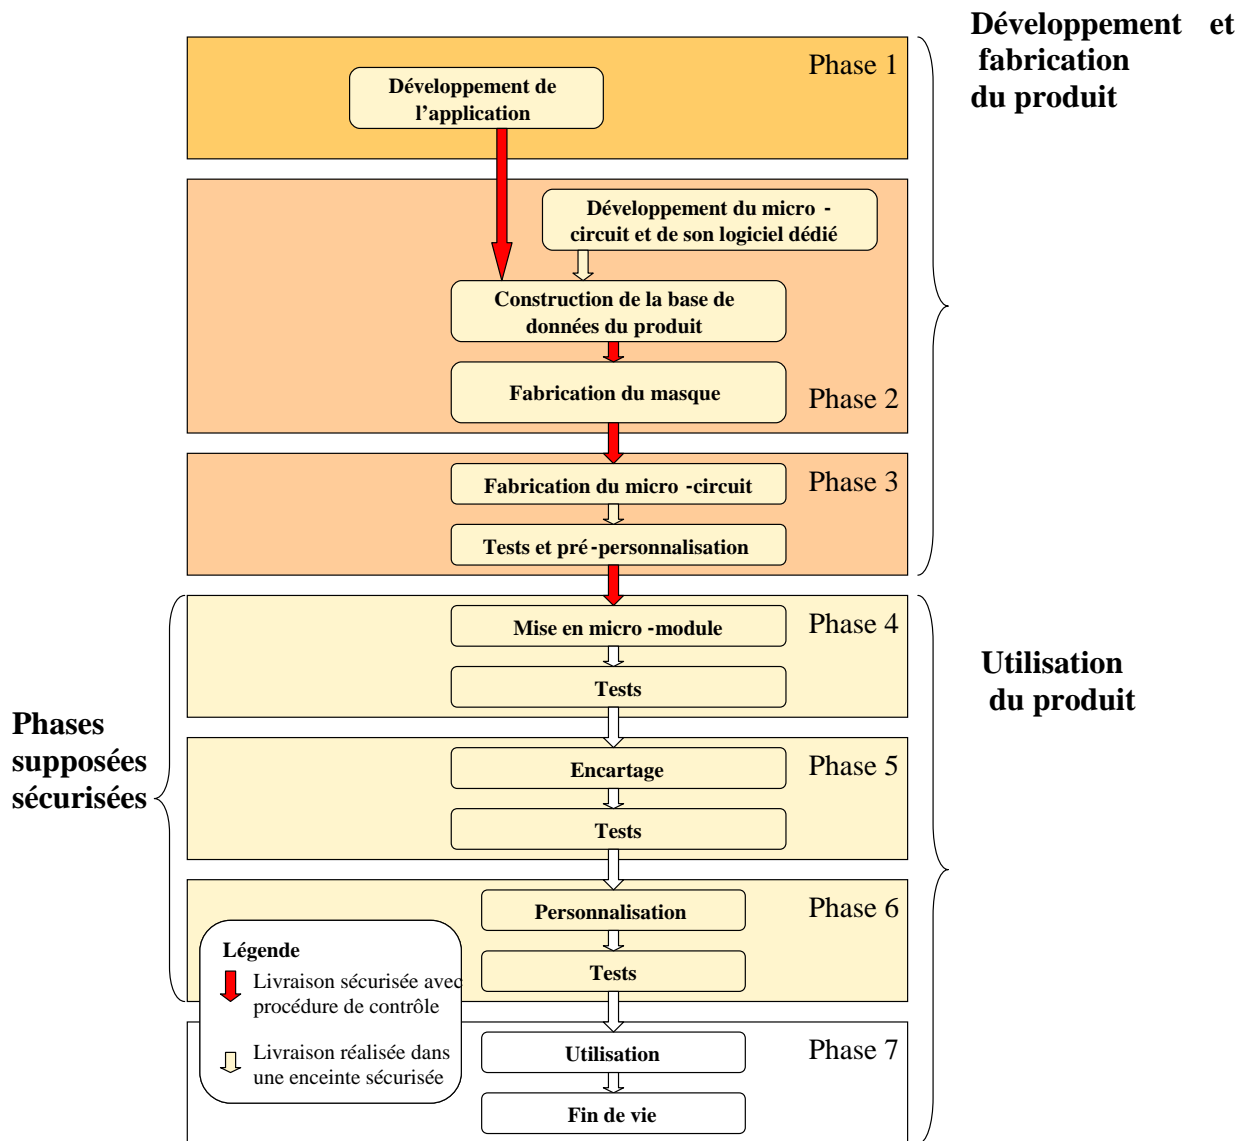 Développement et
fabrication
du produit
Phase 1
Développement de
l’application
Développement du micro -
circuit et de son logiciel dédié
Construction de la base de
données du produit
Fabrication du masque
Phase 2
Fabrication du micro -circuit
Phase 3
Tests et pré-personnalisation
Mise en micro -module
Phase 4
Tests
Utilisation
du produit
Phases
supposées
sécurisées
Encartage
Phase 5
Tests
Personnalisation
Phase 6
Tests
Légende
Livraison sécurisée avec
procédure de contrôle
Livraison réalisée dans
une enceinte sécurisée
Utilisation
Phase 7
Fin de vie